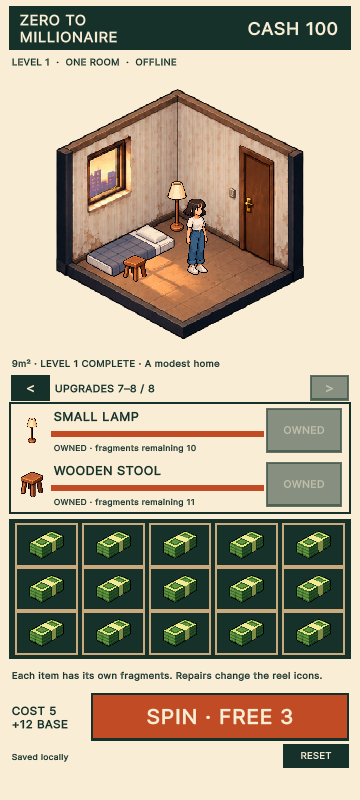 ZERO TO
MILLIONAIRE
CASH 100
LEVEL 1 · ONE ROOM · OFFLINE
9m² · LEVEL 1 COMPLETE · A modest home
<
UPGRADES 7–8 / 8
>
SMALL LAMP
OWNED
OWNED · fragments remaining 10
WOODEN STOOL
OWNED
OWNED · fragments remaining 11
Each item has its own fragments. Repairs change the reel icons.
COST 5
+12 BASE
SPIN · FREE 3
Saved locally
RESET